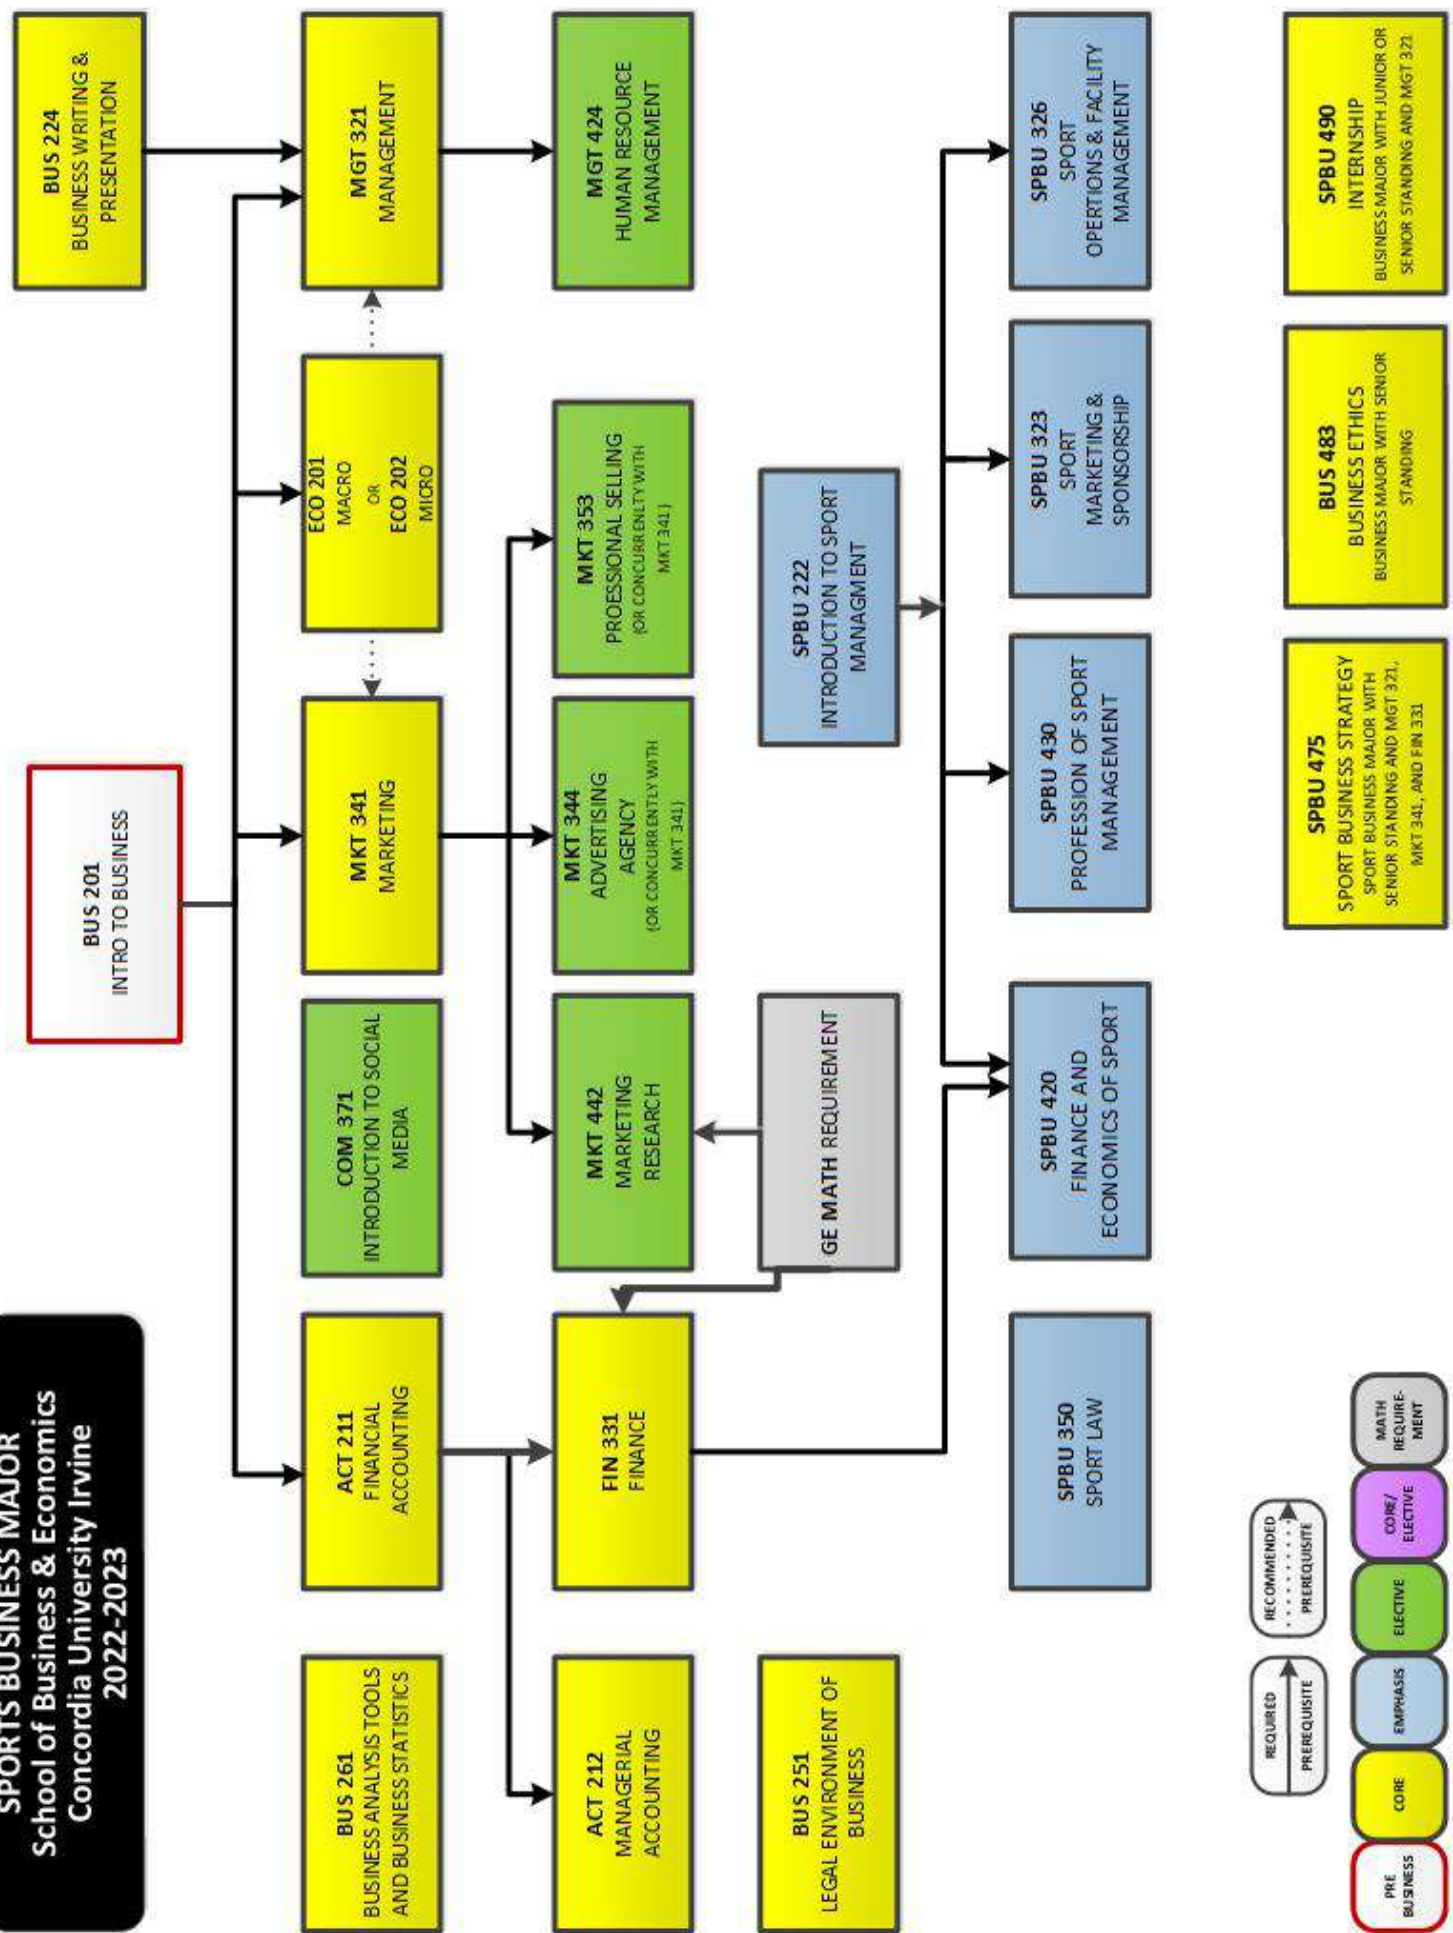 SPORTS BUSINESS MAJOR
School of Business & Economics
Concordia University Irvine
2022-2023
BUS 201
INTRO TO BUSINESS
BUS 224
BUSINESS WRITING &
PRESENTATION
BUS 261
BUSINESS ANALYSIS TOOLS
AND BUSINESS STATISTICS
ACT 211
FINANCIAL
ACCOUNTING
COM 371
INTRODUCTION TO SOCIAL
MEDIA
MKT 341
MARKETING
ECO 201
MACRO
OR
ECO 202
MICRO
MGT 321
MANAGEMENT
ACT 212
MANAGERIAL
ACCOUNTING
FIN 331
FINANCE
MKT 442
MARKETING
RESEARCH
MKT 344
ADVERTISING
AGENCY
(OR CONCURRENTLY WITH
MKT 341)
MKT 353
PROESSIONAL SELLING
(OR CONCURRENLTY WITH
MKT 341)
MGT 424
HUMAN RESOURCE
MANAGEMENT
BUS 251
LEGAL ENVIRONMENT OF
BUSINESS
GE MATH REQUIREMENT
SPBU 222
INTRODUCTION TO SPORT
MANAGMENT
SPBU 350
SPORT LAW
SPBU 420
FINANCE AND
ECONOMICS OF SPORT
SPBU 430
PROFESSION OF SPORT
MANAGEMENT
SPBU 323
SPORT
MARKETING &
SPONSORSHIP
SPBU 326
SPORT
OPERTIONS & FACILITY
MANAGEMENT
SPBU 475
SPORT BUSINESS STRATEGY
SPORT BUSINESS MAJOR WITH
SENIOR STANDING AND MGT 321,
MKT 341, AND FIN 331
BUS 483
BUSINESS ETHICS
BUSINESS MAJOR WITH SENIOR
STANDING
SPBU 490
INTERNSHIP
BUSINESS MAJOR WITH JUNIOR OR
SENIOR STANDING AND MGT 321
REQUIRED
PREREQUISITE
RECOMMENDED
PREREQUISITE
PRE
BUSINESS
CORE
EMPHASIS
ELECTIVE
CORE/
ELECTIVE
MATH
REQUIRE-
MENT